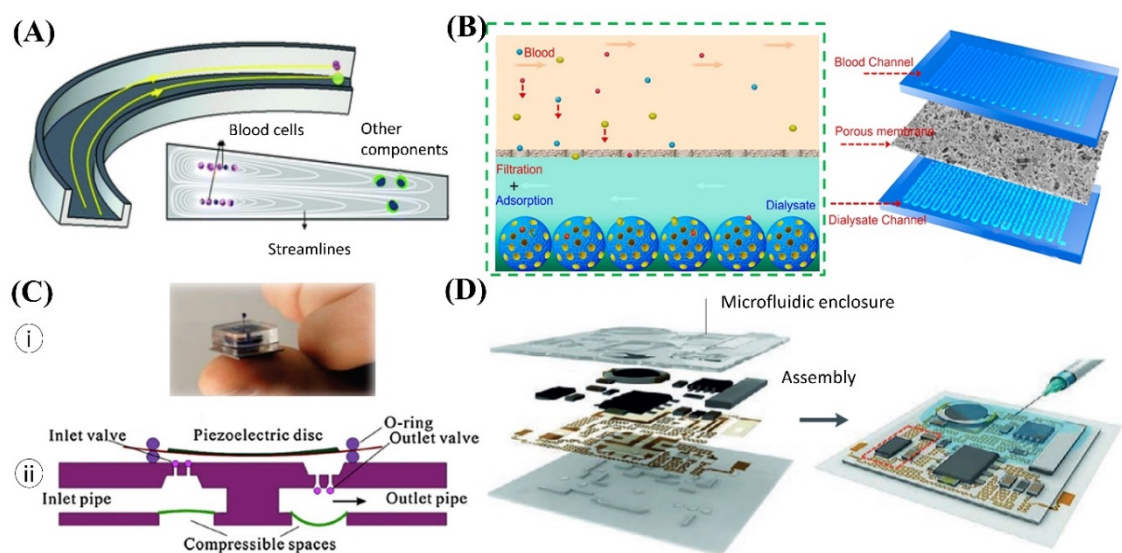 (A)
Blood cells
Other
components
Streamlines
(B)
Blood
Filtration
+
Adsorption
Dialysate
Blood Channel
Porous membrane
Dialysate Channel
(C)
i
ii
Inlet valve
Piezoelectric disc
O-ring
Outlet valve
Inlet pipe
Outlet pipe
Compressible spaces
(D)
Microfluidic enclosure
Assembly